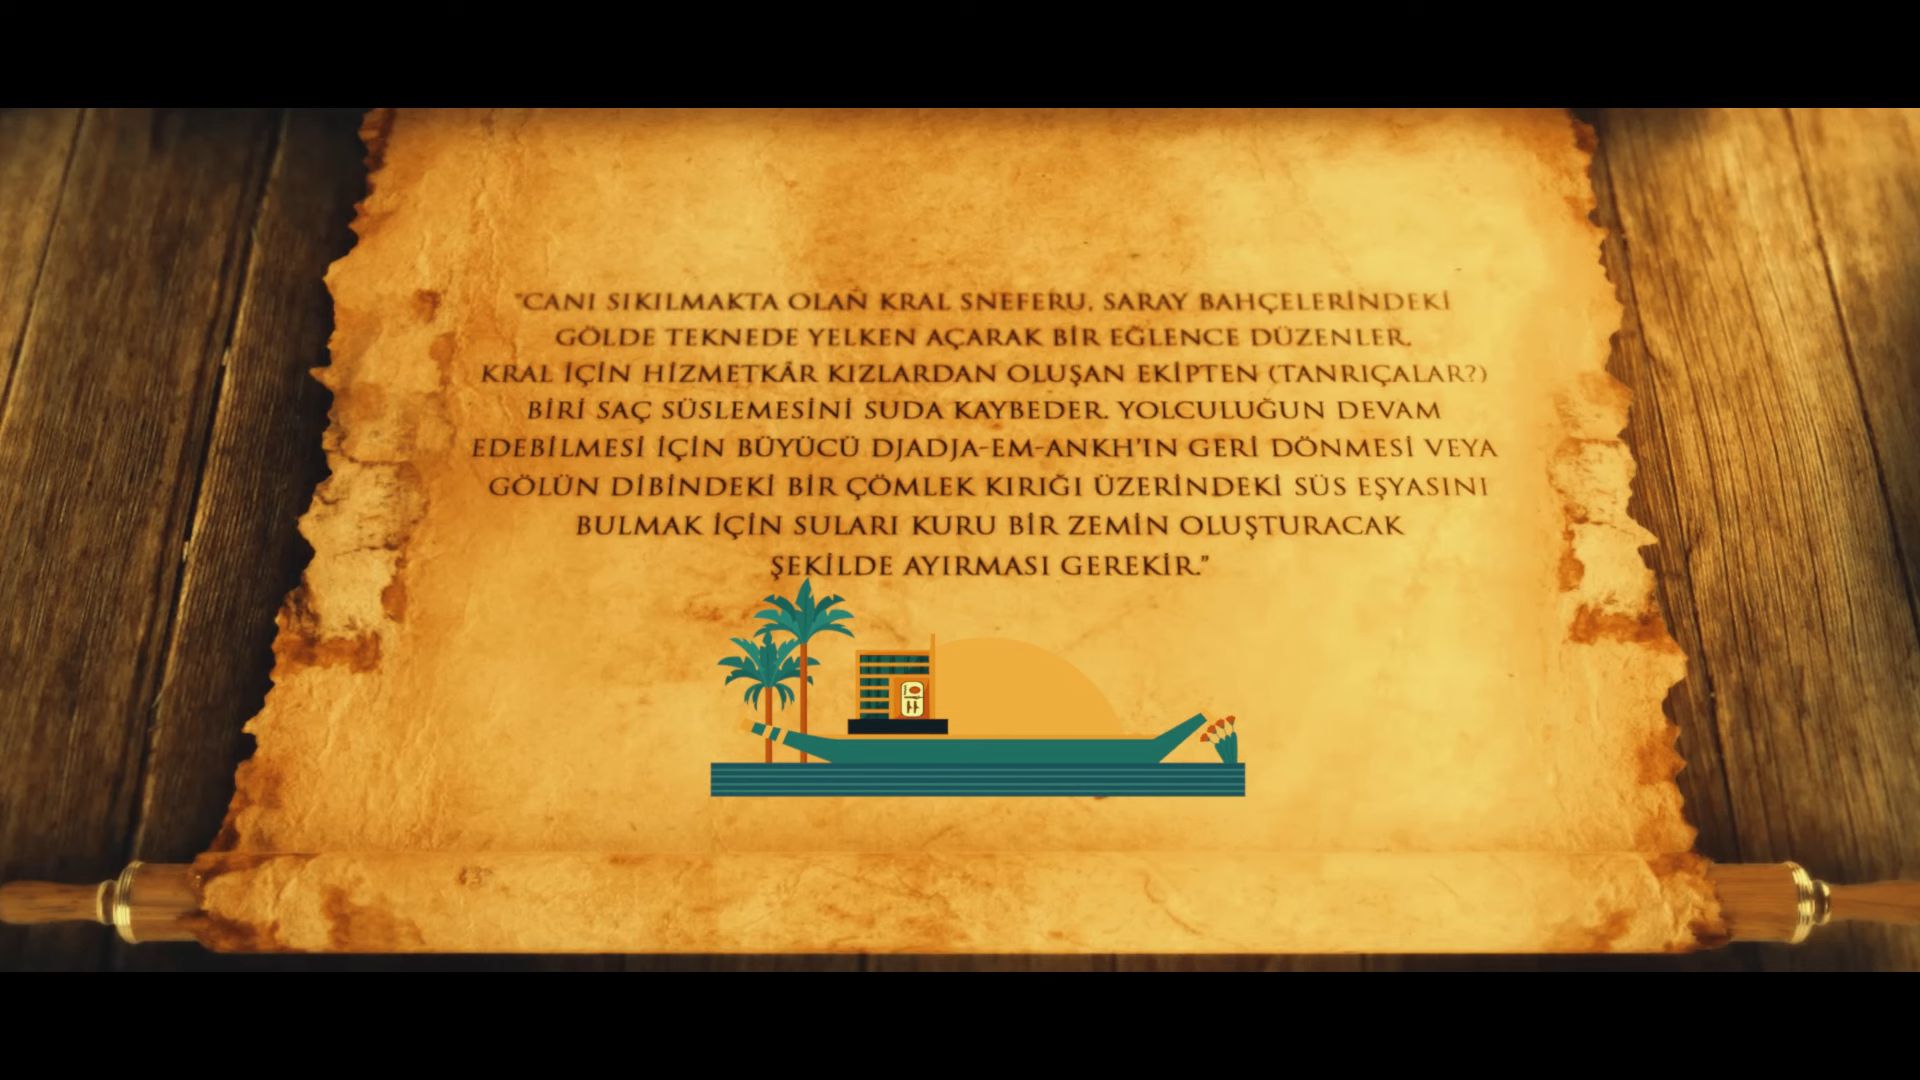 "CANI SIKILMAKTA OLAN KRAL SNEFERU, SARAY BAHÇELERİNDEKİ
GÖLDE TEKNEDE YELKEN AÇARAK BİR EĞLENCE DÜZENLER.
KRAL İÇİN HİZMETKÂR KIZLARDAN OLUŞAN EKİPTEN (TANRIÇALAR?)
BİRİ SAÇ SÜSLEMESİNİ SUDA KAYBEDER. YOLCULUĞUN DEVAM
EDEBİLMESİ İÇİN BÜYÜCÜ DJADJA-EM-ANKH'IN GERİ DÖNMESİ VEYA
GÖLÜN DİBİNDEKİ BİR ÇÖMLEK KIRIĞI ÜZERİNDEKİ SÜS EŞYASINI
BULMAK İÇİN SULARI KURU BİR ZEMİN OLUŞTURACAK
ŞEKİLDE AYIRMASI GEREKİR."